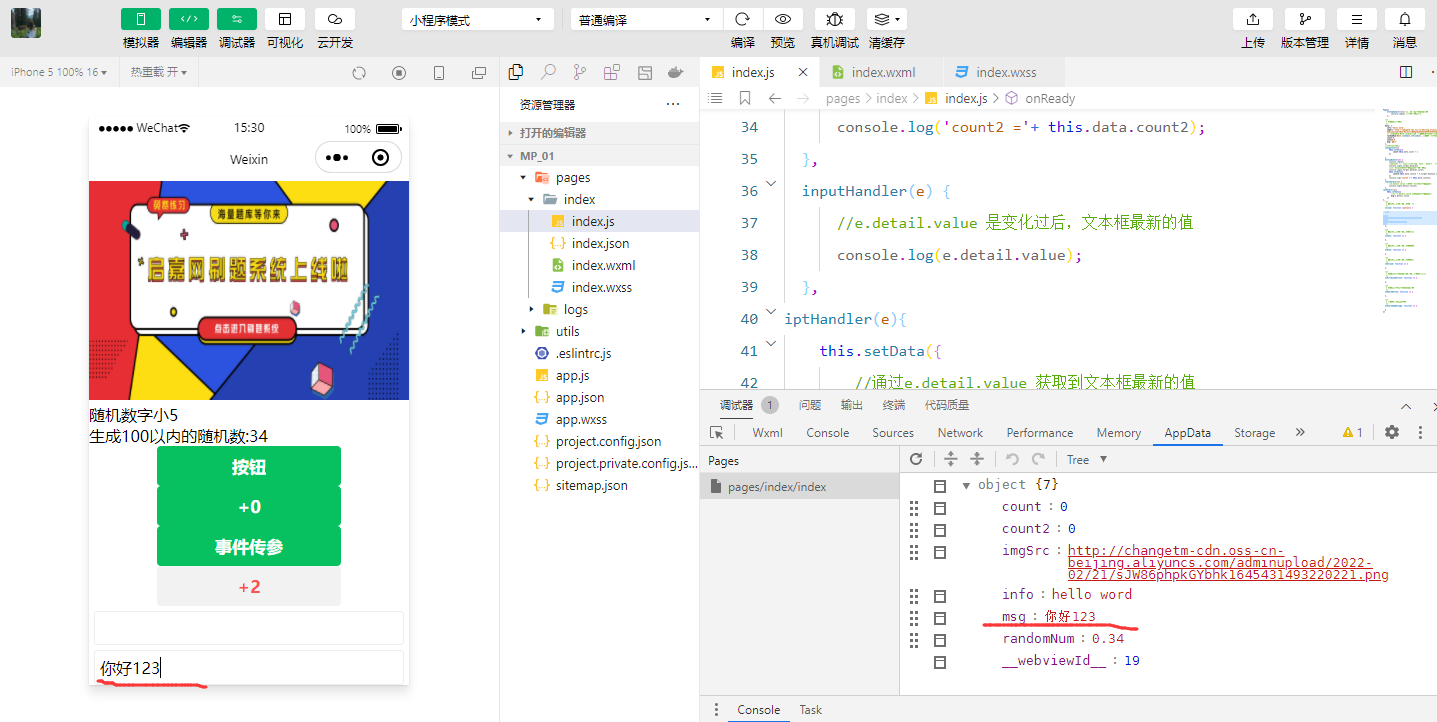 模拟器 编辑器 调试器 可视化 云开发
小程序模式
普通编译
编译 预览 真机调试 清缓存
上传 版本管理 详情 消息
iPhone 5 100% 16
热重载 开
WeChat
15:30
100%
Weixin
英雄练习
海量题库等你来
启嘉网刷题系统上线啦
点击进入刷题系统
随机数字小5
生成100以内的随机数:34
按钮
+0
事件传参
+2
你好123
资源管理器
打开的编辑器
MP_01
pages
index
index.js
index.json
index.wxml
index.wxss
logs
utils
.eslintrc.js
app.js
app.json
app.wxss
project.config.json
project.private.config.js...
sitemap.json
index.js
index.wxml
index.wxss
pages > index > index.js > onReady
34 console.log('count2 ='+ this.data.count2);
35 },
36 inputHandler(e) {
37 //e.detail.value 是变化过后，文本框最新的值
38 console.log(e.detail.value);
39 },
40 iptHandler(e){
41 this.setData({
42 //通过e.detail.value 获取到文本框最新的值
调试器 1 问题 输出 终端 代码质量
Wxml Console Sources Network Performance Memory AppData Storage 1
Pages
pages/index/index
Tree
object {7}
count : 0
count2 : 0
imgSrc : http://changetm-cdn.oss-cn-
beijing.aliyuncs.com/adminupload/2022-
02/21/sJW86phpkGYbhk1645431493220221.png
info : hello word
msg : 你好123
randomNum : 0.34
__webviewId__ : 19
Console Task